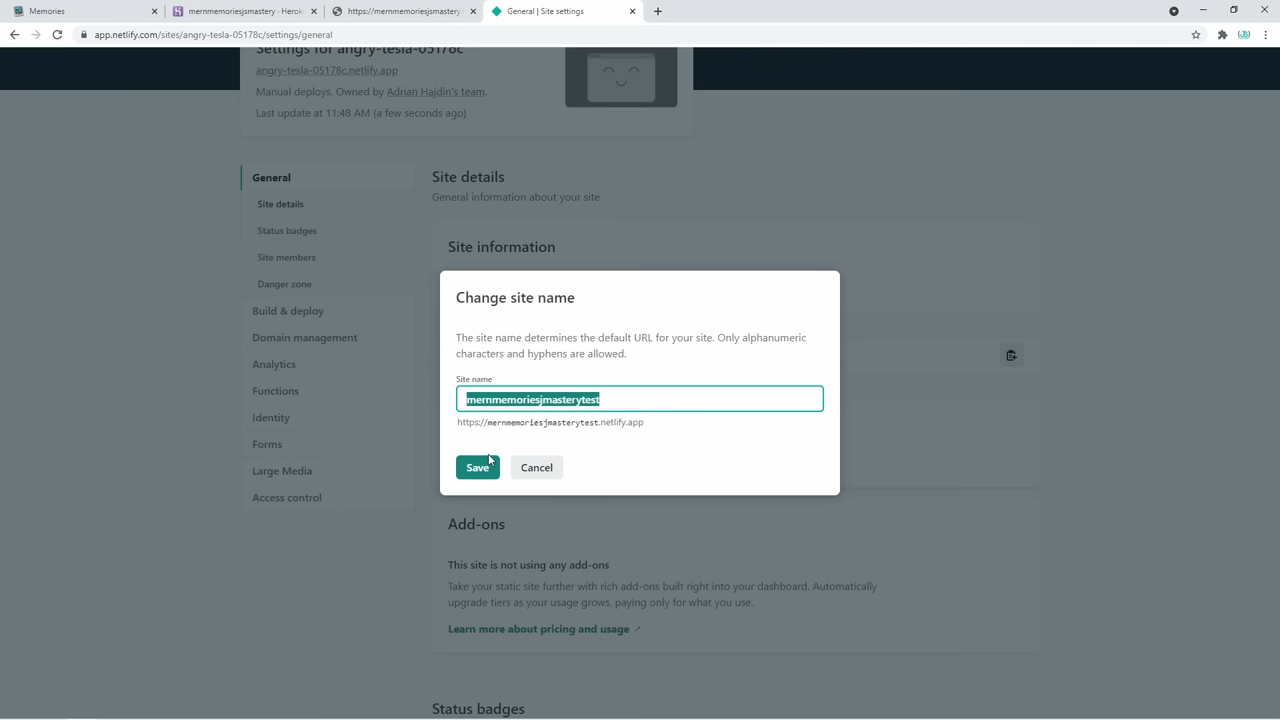 Memories
mernmemoriesjsmastery - Herok
https://mernmemoriesjsmastery.
General | Site settings
app.netlify.com/sites/angry-tesla-05178c/settings/general
Settings for angry-tesla-05178c
angry-tesla-05178c.netlify.app
Manual deploys. Owned by Adrian Hajdin's team.
Last update at 11:48 AM (a few seconds ago)
General
Site details
Status badges
Site members
Danger zone
Build & deploy
Domain management
Analytics
Functions
Identity
Forms
Large Media
Access control
Site details
General information about your site
Site information
Change site name
The site name determines the default URL for your site. Only alphanumeric
characters and hyphens are allowed.
Site name
mernmemoriesjmasterytest
https://mernmemoriesjmasterytest.netlify.app
Save
Cancel
Add-ons
This site is not using any add-ons
Take your static site further with rich add-ons built right into your dashboard. Automatically
upgrade tiers as your usage grows, paying only for what you use.
Learn more about pricing and usage ↗
Status badges